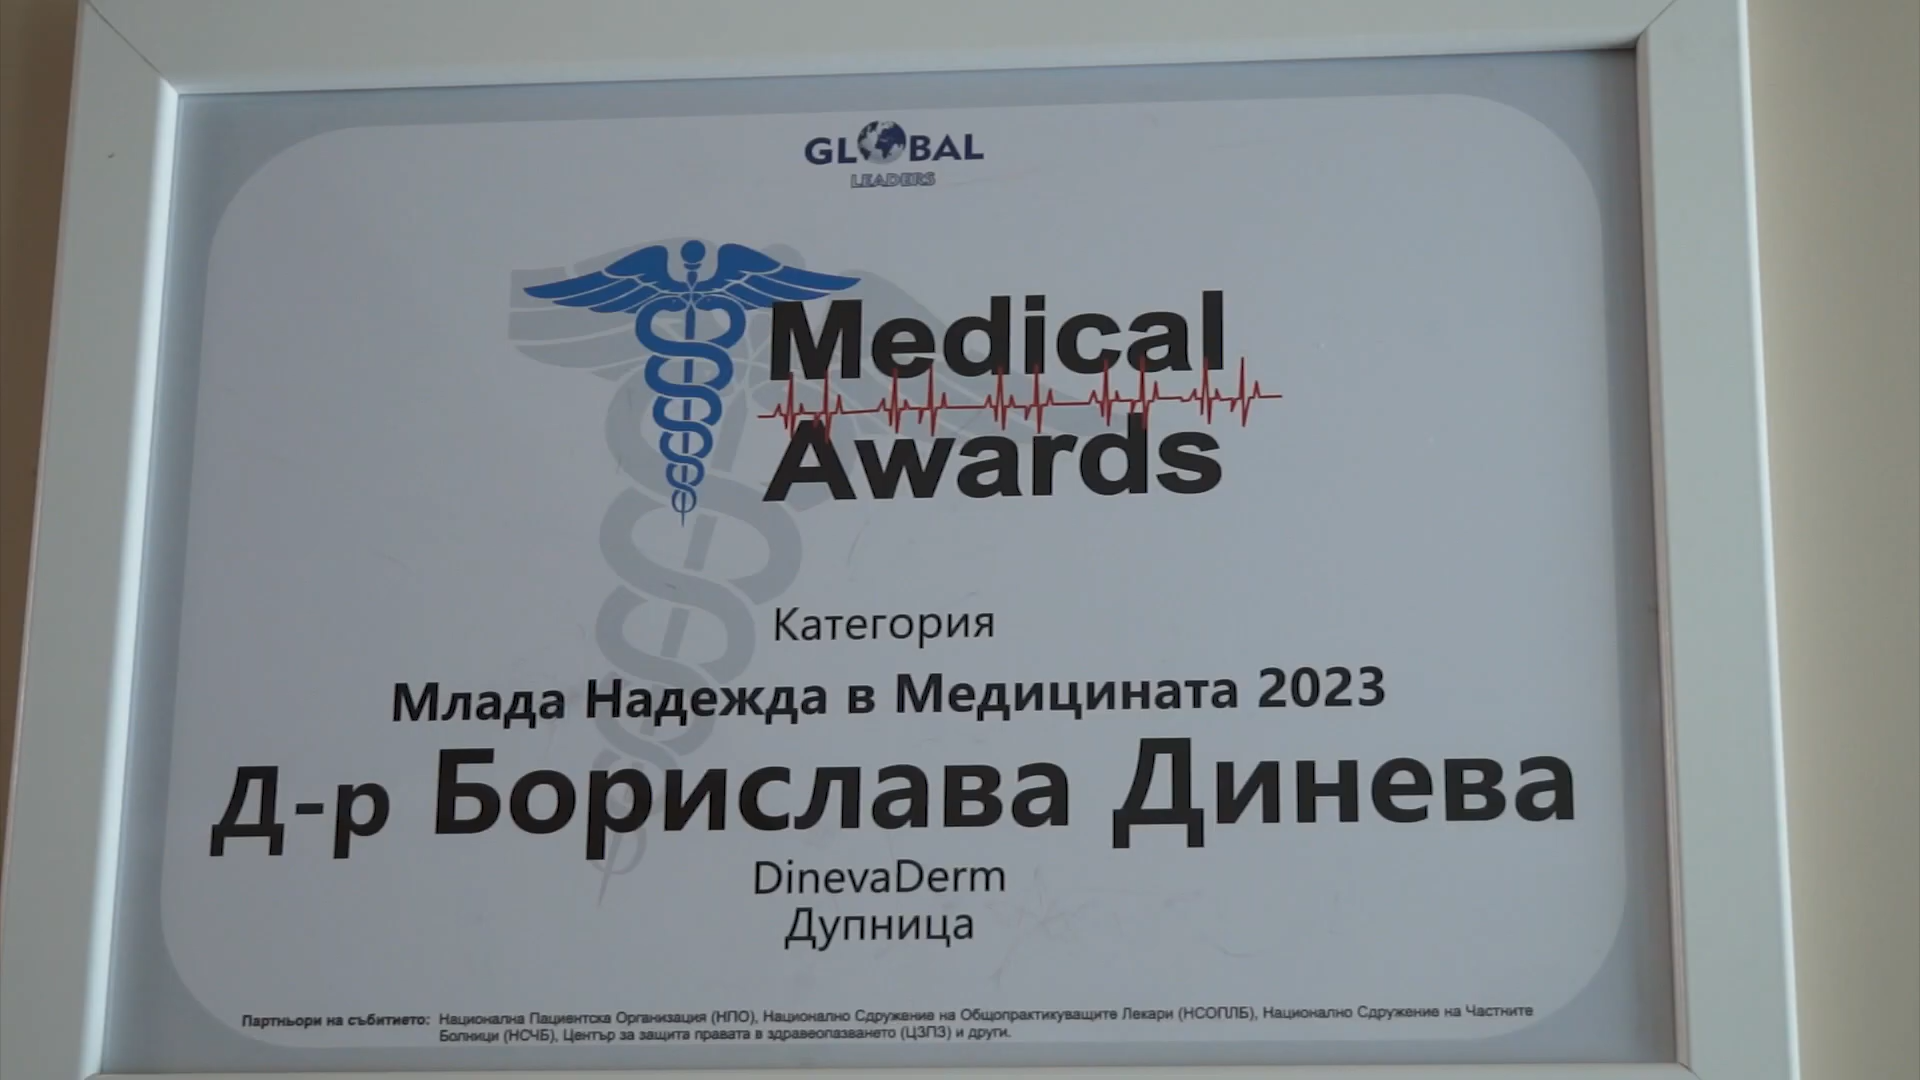 GLOBAL
LEADERS
Medical
Awards
Категория
Млада Надежда в Медицината 2023
Д-р Борислава Динева
DinevaDerm
Дупница
Партньори на събитието: Национална Пациентска Организация (НПО), Национално Сдружение на Общопрактикуващите Лекари (НСОПЛБ), Национално Сдружение на Частните
Болници (НСЧБ), Център за защита правата в здравеопазването (ЦЗПЗ) и други.